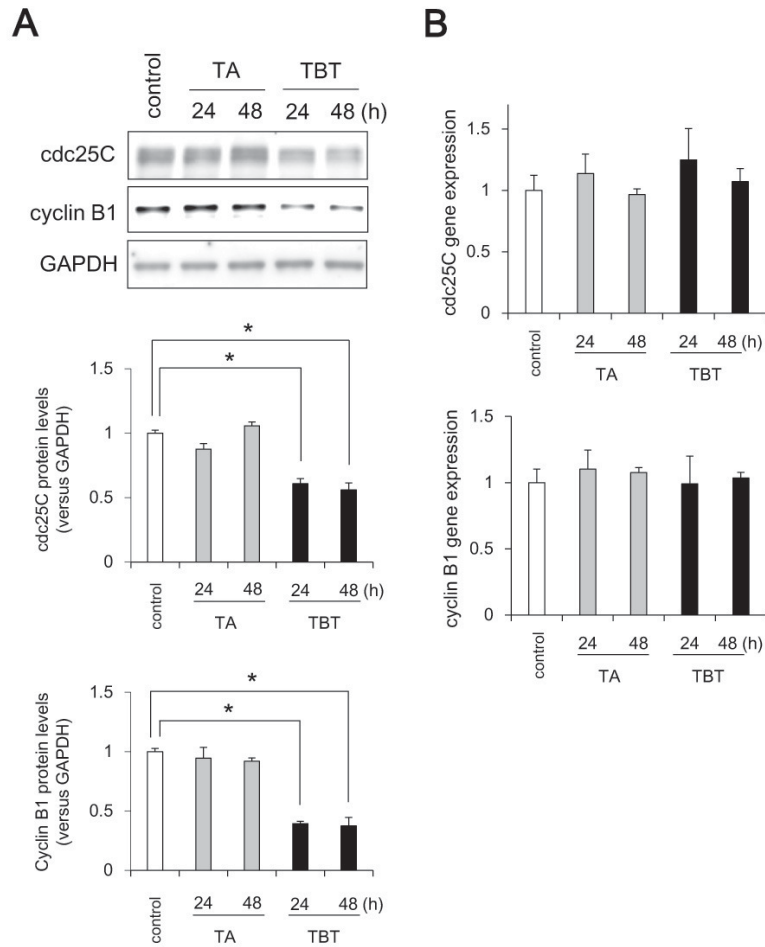 A
control
TA
TBT
24 48 24 48 (h)
cdc25C
cyclin B1
GAPDH
* 
*
1.5
1
0.5
0
cdc25C protein levels
(versus GAPDH)
control
24 48 24 48 (h)
TA TBT
*
*
1.5
1
0.5
0
Cyclin B1 protein levels
(versus GAPDH)
control
24 48 24 48 (h)
TA TBT
B
1.5
1
0.5
0
cdc25C gene expression
control
24 48 24 48 (h)
TA TBT
1.5
1
0.5
0
cyclin B1 gene expression
control
24 48 24 48 (h)
TA TBT